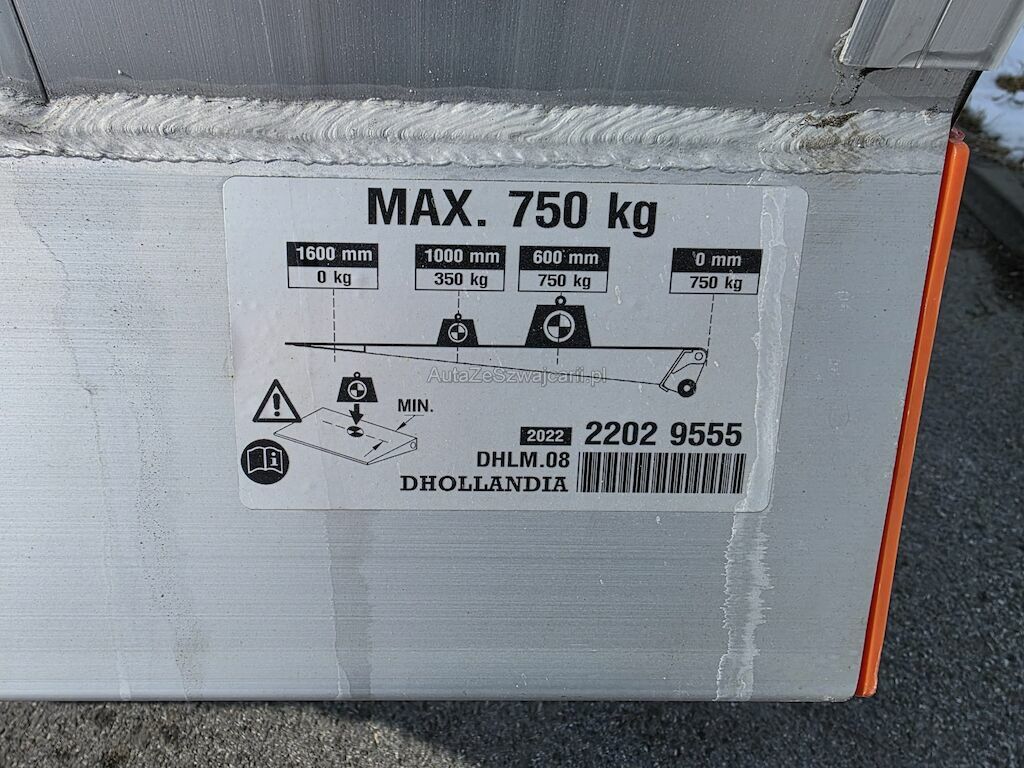 MAX. 750 kg
1600 mm 1000 mm 600 mm 0 mm
0 kg 350 kg 750 kg 750 kg
AutaZeSzwajcarii.pl
MIN.
2022 2202 9555
DHLM.08
DHOLLANDIA